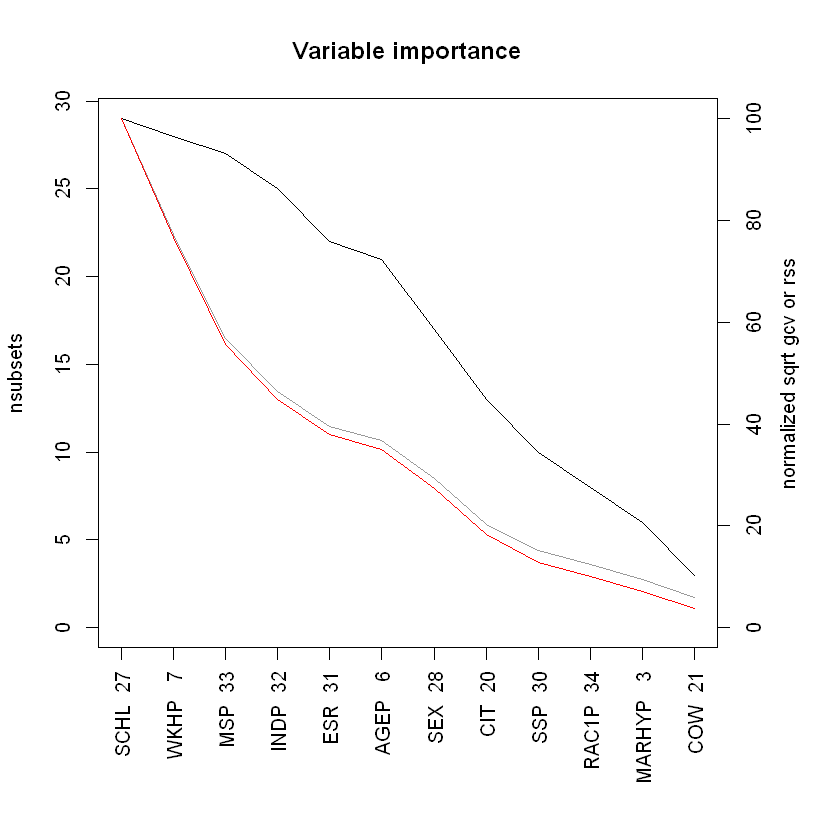 Variable importance
nsubsets
30
25
20
15
10
5
0
100
80
60
40
20
0
normalized sqrt gcv or rss
SCHL  27
WKHP  7
MSP  33
INDP  32
ESR  31
AGEP  6
SEX  28
CIT  20
SSP  30
RAC1P  34
MARHYP  3
COW  21